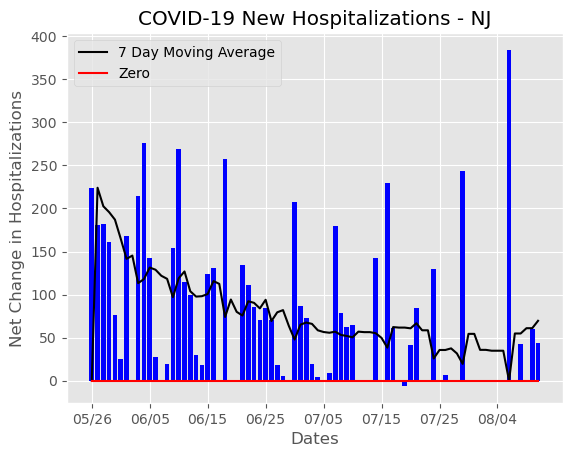 COVID-19 New Hospitalizations - NJ
7 Day Moving Average
Zero
Net Change in Hospitalizations
400
350
300
250
200
150
100
50
0
05/26 06/05 06/15 06/25 07/05 07/15 07/25 08/04
Dates